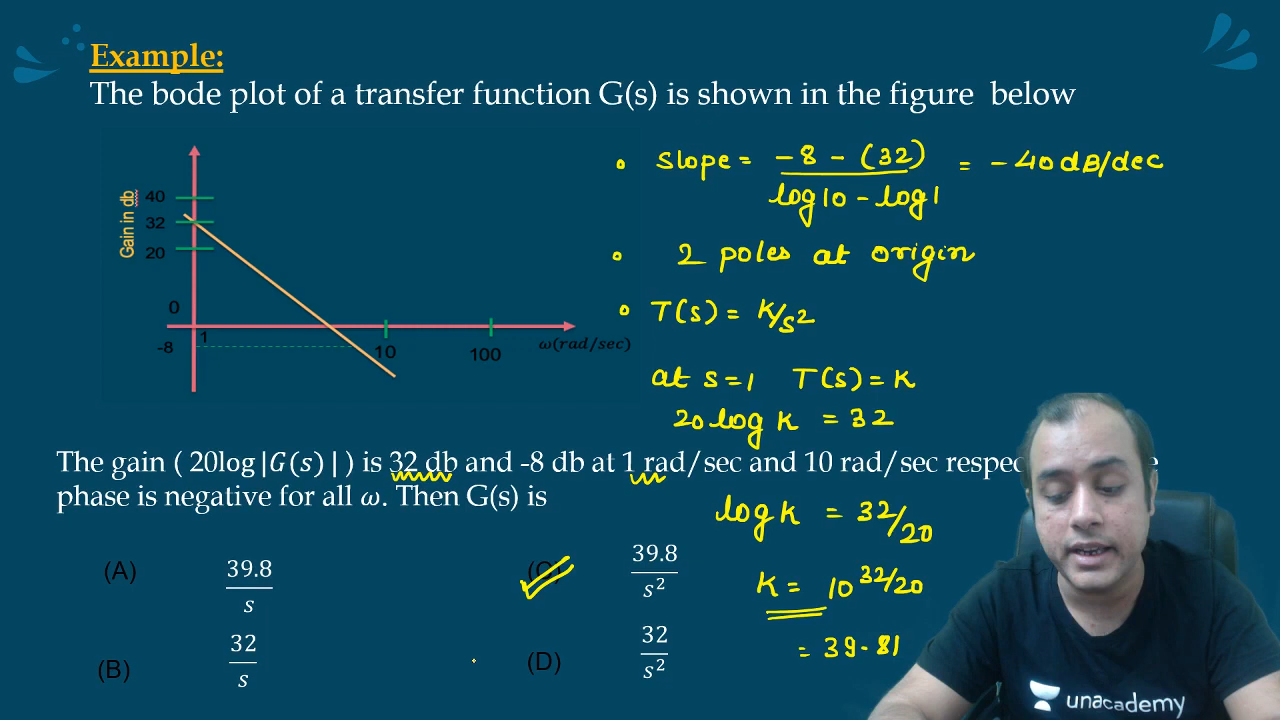 Example:
The bode plot of a transfer function G(s) is shown in the figure below
Gain in db
40
32
20
0
-8
1
10
100
ω(rad/sec)
• Slope = -8 - (32) / log10 - log1 = -40dB/dec
• 2 poles at origin
• T(s) = K/s2
at s=1 T(s) = K
20 log K = 32
The gain ( 20log|G(s)| ) is 32 db and -8 db at 1 rad/sec and 10 rad/sec
phase is negative for all ω. Then G(s) is
log K = 32/20
K = 10^32/20
= 39.81
(A) 39.8/s
(C) 39.8/s²
(B) 32/s
(D) 32/s²
unacademy